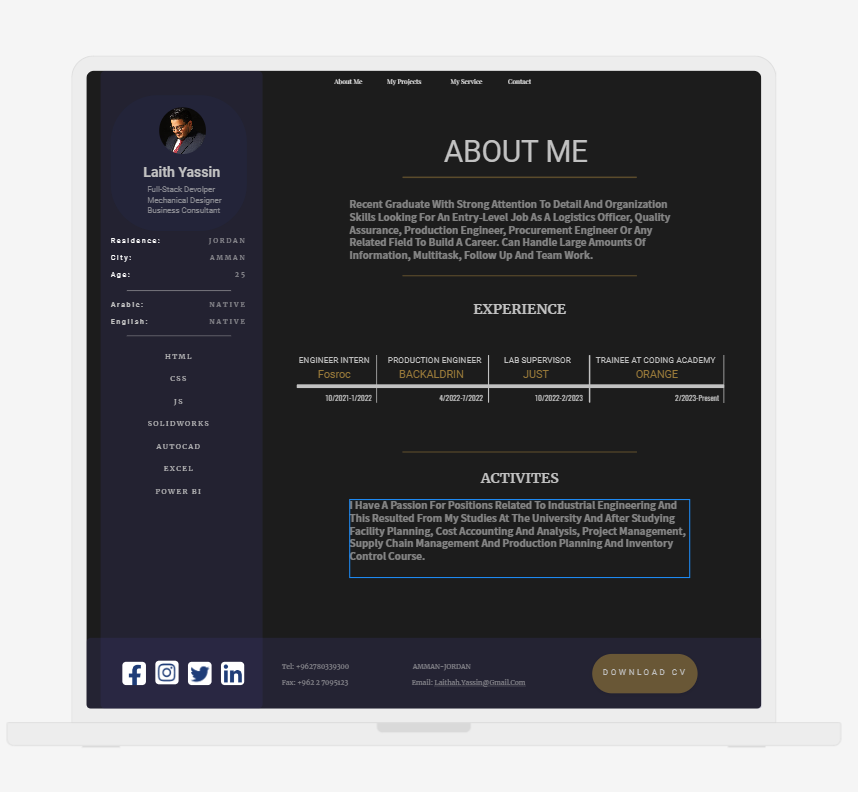 About Me My Projects My Service Contact
Laith Yassin
Full-Stack Devolper
Mechanical Designer
Business Consultant
Residence: JORDAN
City: AMMAN
Age: 25
Arabic: NATIVE
English: NATIVE
HTML
CSS
JS
SOLIDWORKS
AUTOCAD
EXCEL
POWER BI
ABOUT ME
Recent Graduate With Strong Attention To Detail And Organization
Skills Looking For An Entry-Level Job As A Logistics Officer, Quality
Assurance, Production Engineer, Procurement Engineer Or Any
Related Field To Build A Career. Can Handle Large Amounts Of
Information, Multitask, Follow Up And Team Work.
EXPERIENCE
ENGINEER INTERN PRODUCTION ENGINEER LAB SUPERVISOR TRAINEE AT CODING ACADEMY
Fosroc BACKALDRIN JUST ORANGE
10/2021-1/2022 4/2022-7/2022 10/2022-2/2023 2/2023-Present
ACTIVITES
I Have A Passion For Positions Related To Industrial Engineering And
This Resulted From My Studies At The University And After Studying
Facility Planning, Cost Accounting And Analysis, Project Management,
Supply Chain Management And Production Planning And Inventory
Control Course.
Tel: +962780339300 AMMAN-JORDAN
Fax: +962 2 7095123 Email: Laithah.Yassin@Gmail.Com
DOWNLOAD CV